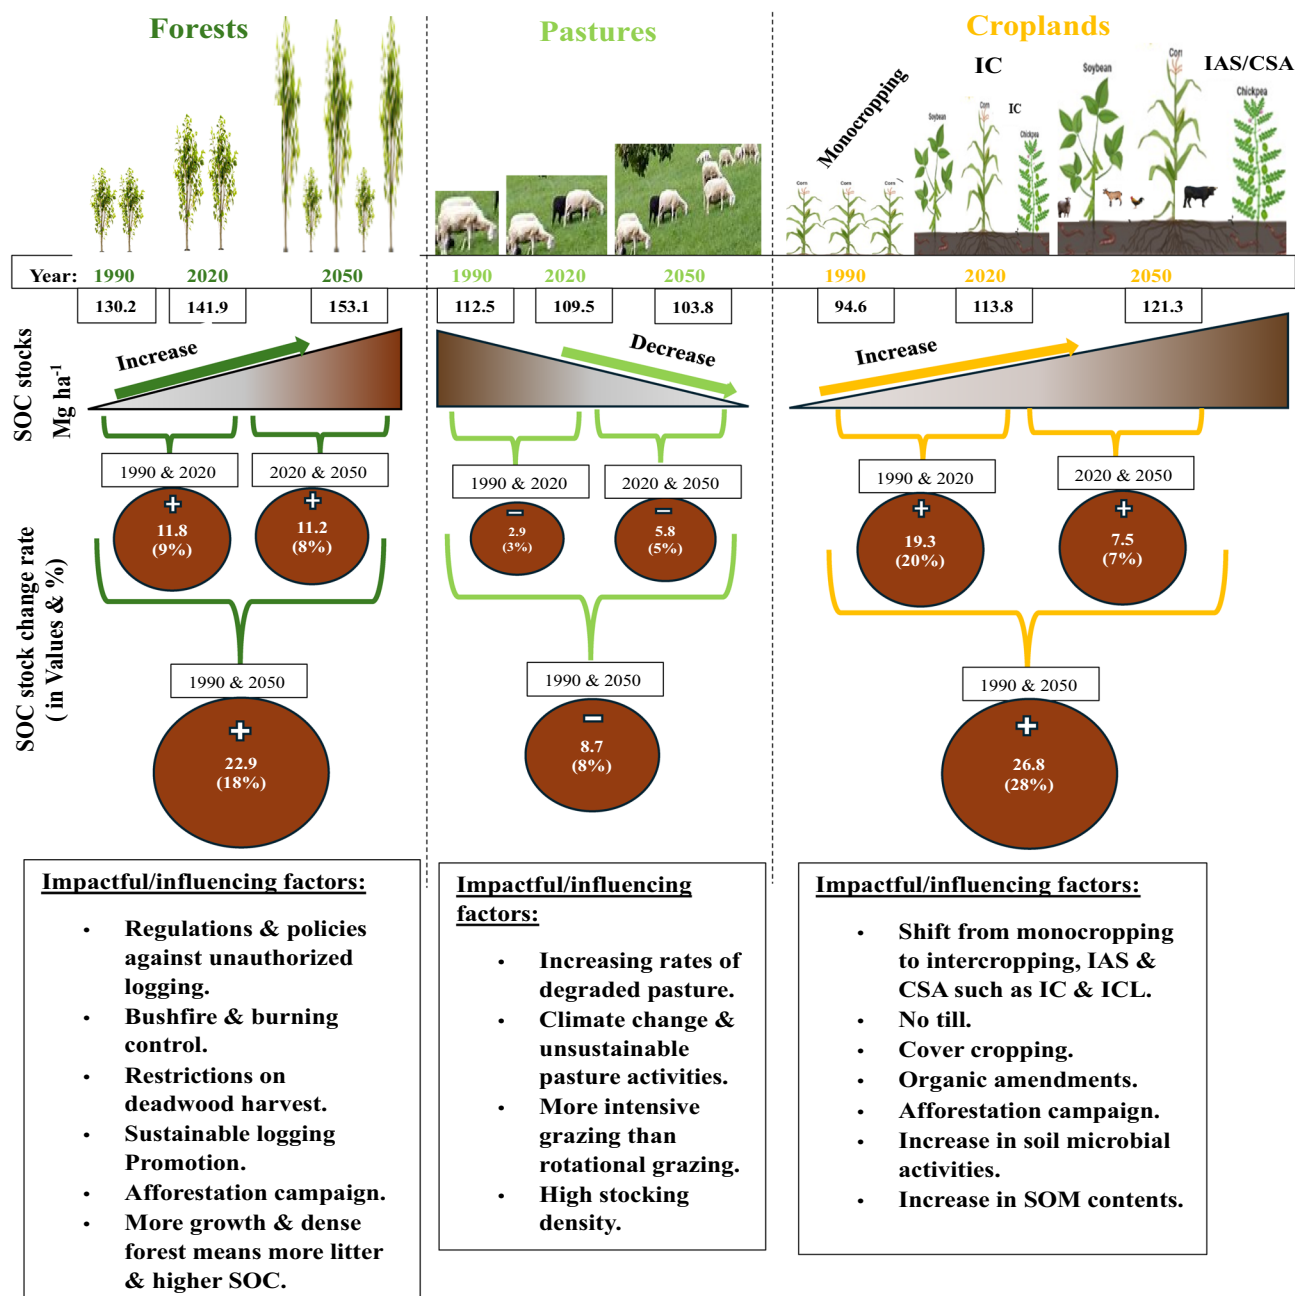 Forests
Pastures
Croplands
Monocropping
IC
IAS/CSA
Soybean
Corn
Chickpea
Soybean
Corn
IC
Chickpea
Corn
Corn
Corn
Year:
1990
2020
2050
1990
2020
2050
1990
2020
2050
130.2
141.9
153.1
112.5
109.5
103.8
94.6
113.8
121.3
SOC stocks
Mg ha⁻¹
Increase
Decrease
Increase
1990 & 2020
2020 & 2050
1990 & 2020
2020 & 2050
1990 & 2020
2020 & 2050
SOC stock change rate
( in Values & %)
+
11.8
(9%)
+
11.2
(8%)
–
2.9
(3%)
–
5.8
(5%)
+
19.3
(20%)
+
7.5
(7%)
1990 & 2050
1990 & 2050
1990 & 2050
+
22.9
(18%)
–
8.7
(8%)
+
26.8
(28%)
Impactful/influencing factors:
• Regulations & policies
against unauthorized
logging.
• Bushfire & burning
control.
• Restrictions on
deadwood harvest.
• Sustainable logging
Promotion.
• Afforestation campaign.
• More growth & dense
forest means more litter
& higher SOC.
Impactful/influencing
factors:
• Increasing rates of
degraded pasture.
• Climate change &
unsustainable
pasture activities.
• More intensive
grazing than
rotational grazing.
• High stocking
density.
Impactful/influencing factors:
• Shift from monocropping
to intercropping, IAS &
CSA such as IC & ICL.
• No till.
• Cover cropping.
• Organic amendments.
• Afforestation campaign.
• Increase in soil microbial
activities.
• Increase in SOM contents.